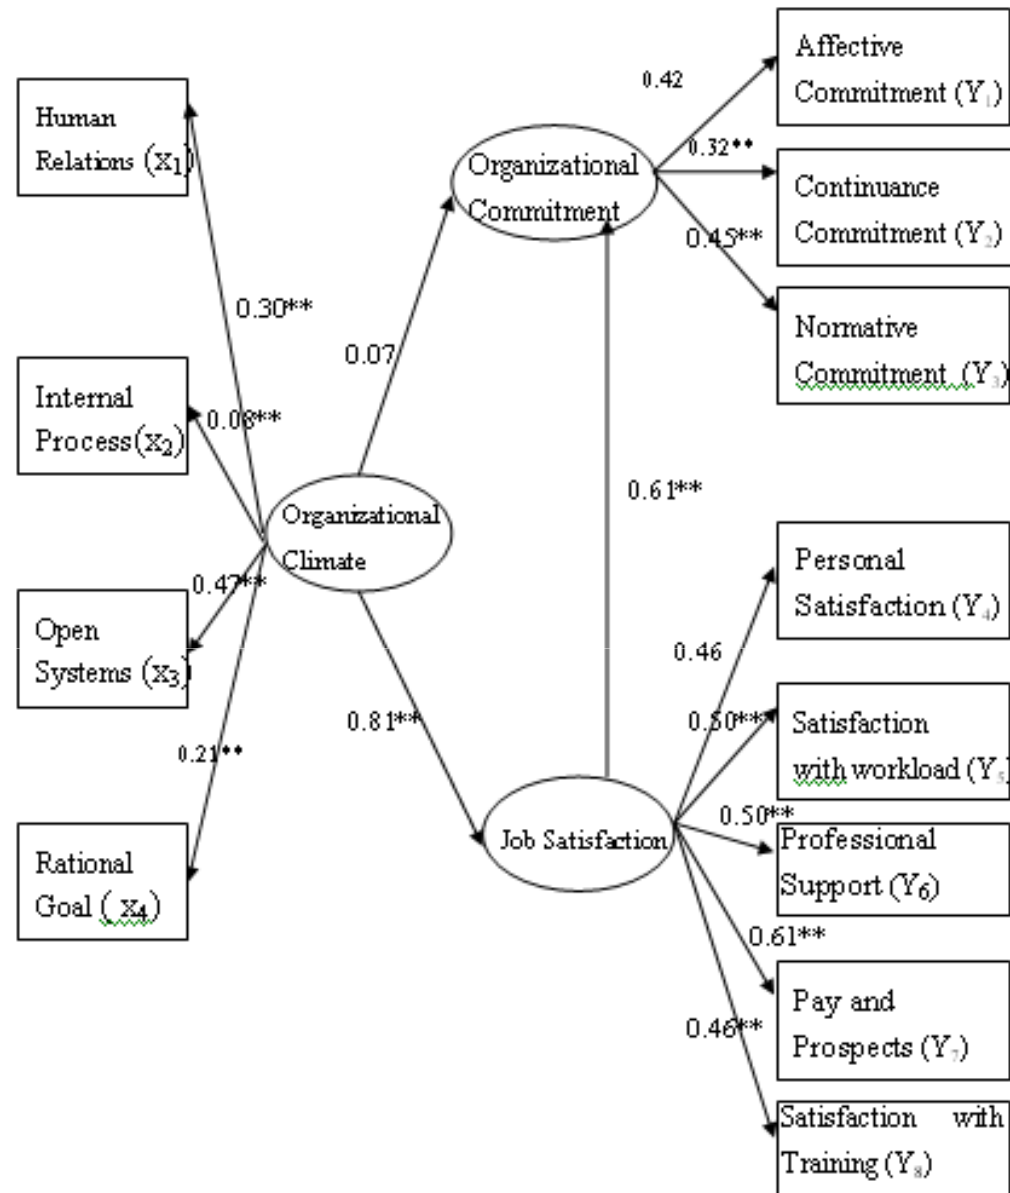 Affective
Commitment (Y₁)
0.42
Human
Relations (x₁)
Organizational
Commitment
0.32**
Continuance
Commitment (Y₂)
0.45**
0.30**
Normative
Commitment (Y₃)
0.07
Internal
Process(x₂)
0.08**
Organizational
Climate
0.61**
0.47**
Personal
Satisfaction (Y₄)
Open
Systems (x₃)
0.46
0.81**
0.50**
Satisfaction
with workload (Y₅)
0.21**
0.50**
Job Satisfaction
Professional
Support (Y₆)
Rational
Goal ( x₄)
0.61**
Pay and
Prospects (Y₇)
0.46**
Satisfaction with
Training (Y₈)